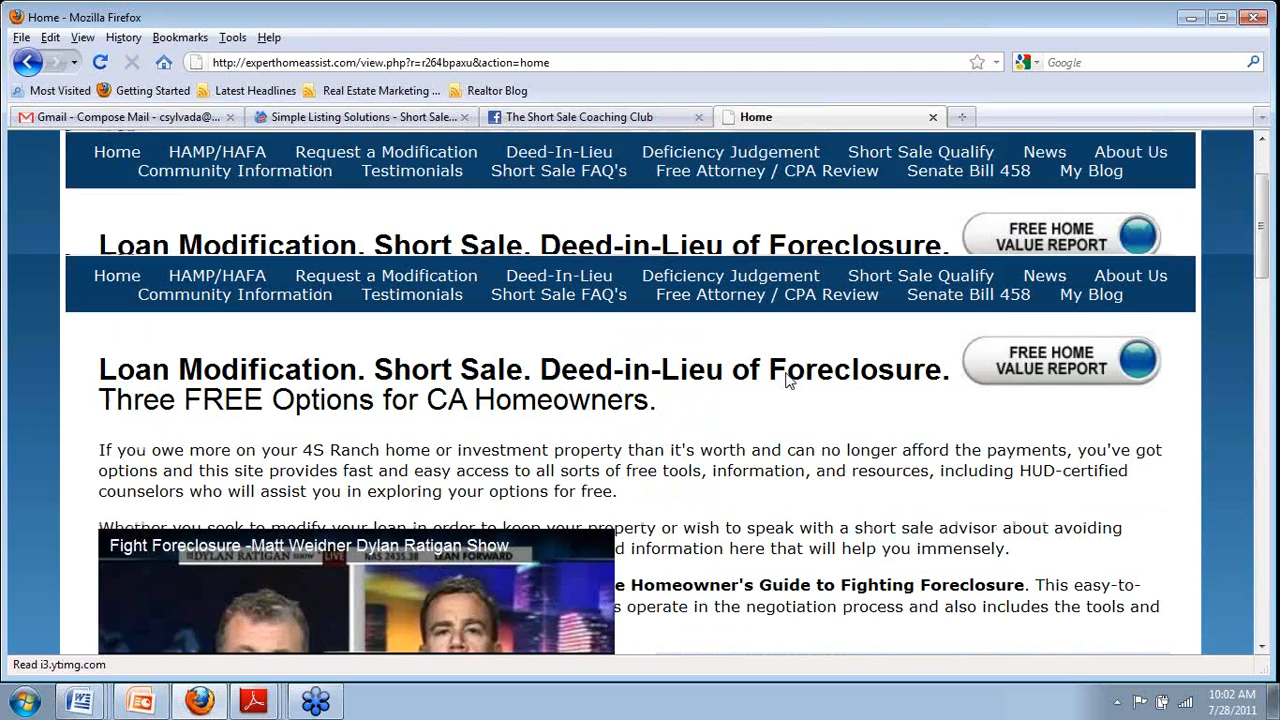 Home - Mozilla Firefox
File Edit View History Bookmarks Tools Help
http://experthomeassist.com/view.php?r=r264bpaxu&action=home
Google
Most Visited Getting Started Latest Headlines Real Estate Marketing ... Realtor Blog
Gmail - Compose Mail - csylvada@... Simple Listing Solutions - Short Sale... The Short Sale Coaching Club Home
Home HAMP/HAFA Request a Modification Deed-In-Lieu Deficiency Judgement Short Sale Qualify News About Us
Community Information Testimonials Short Sale FAQ's Free Attorney / CPA Review Senate Bill 458 My Blog
FREE HOME
VALUE REPORT
Loan Modification. Short Sale. Deed-in-Lieu of Foreclosure.
Home HAMP/HAFA Request a Modification Deed-In-Lieu Deficiency Judgement Short Sale Qualify News About Us
Community Information Testimonials Short Sale FAQ's Free Attorney / CPA Review Senate Bill 458 My Blog
FREE HOME
VALUE REPORT
Loan Modification. Short Sale. Deed-in-Lieu of Foreclosure.
Three FREE Options for CA Homeowners.
If you owe more on your 4S Ranch home or investment property than it's worth and can no longer afford the payments, you've got
options and this site provides fast and easy access to all sorts of free tools, information, and resources, including HUD-certified
counselors who will assist you in exploring your options for free.
Whether you seek to modify your loan in order to keep your property or wish to speak with a short sale advisor about avoiding
d information here that will help you immensely.
Fight Foreclosure -Matt Weidner Dylan Ratigan Show
DYLAN RATIGAN LIVE NAS 2435.38 LEAN FORWARD
e Homeowner's Guide to Fighting Foreclosure. This easy-to-
s operate in the negotiation process and also includes the tools and
Read i3.ytimg.com
10:02 AM
7/28/2011